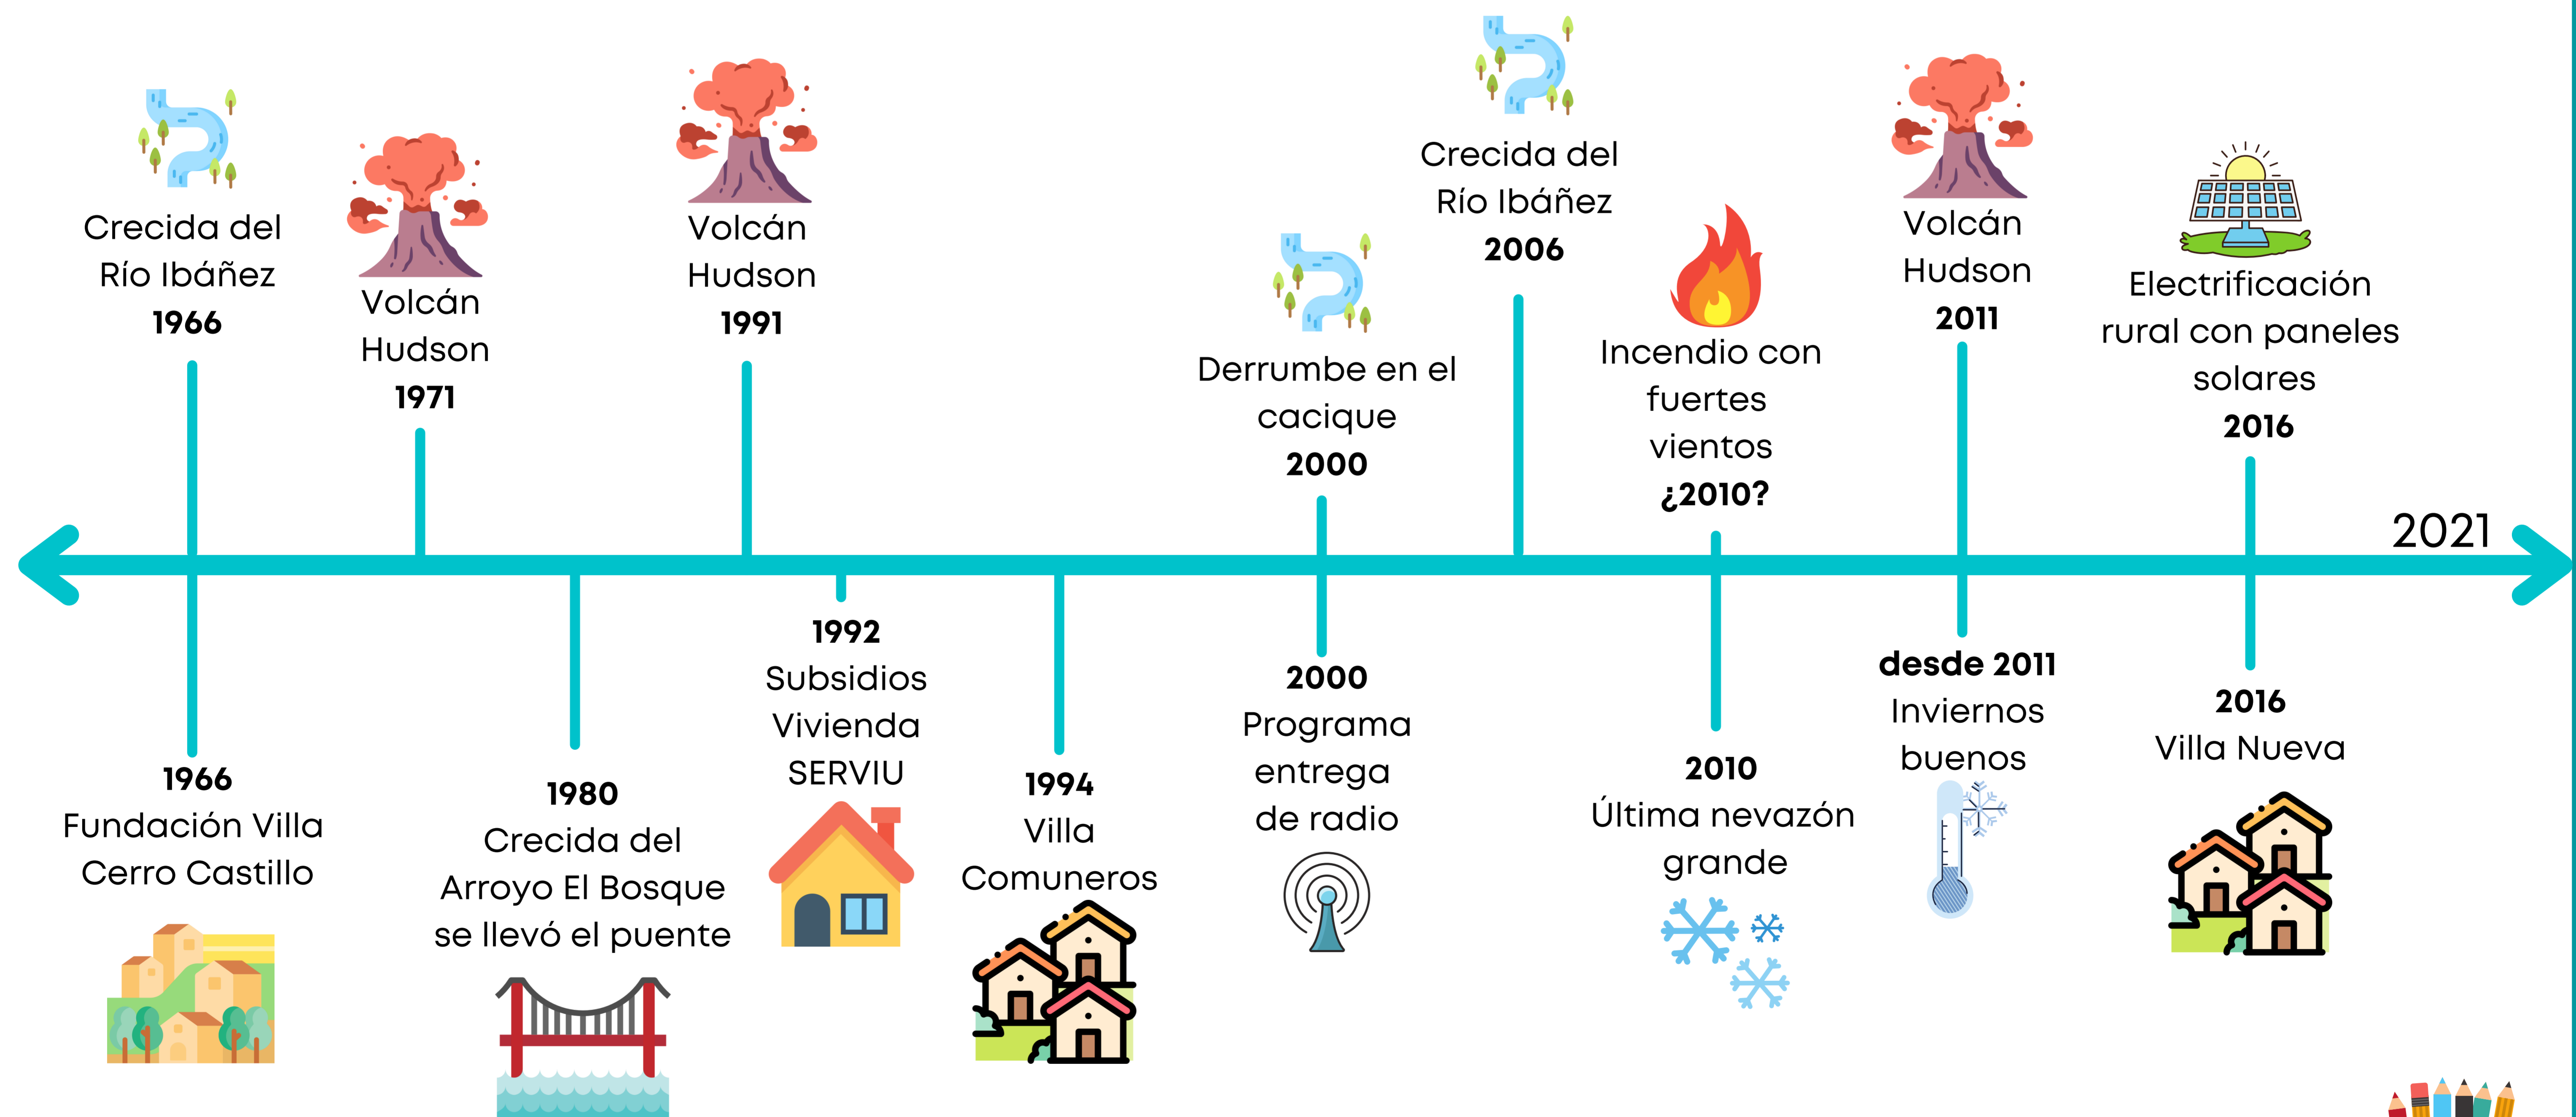 Crecida del
Río Ibáñez
1966
Volcán
Hudson
1971
Volcán
Hudson
1991
Derrumbe en el
cacique
2000
Crecida del
Río Ibáñez
2006
Incendio con
fuertes
vientos
¿2010?
Volcán
Hudson
2011
Electrificación
rural con paneles
solares
2016
2021
1966
Fundación Villa
Cerro Castillo
1980
Crecida del
Arroyo El Bosque
se llevó el puente
1992
Subsidios
Vivienda
SERVIU
1994
Villa
Comuneros
2000
Programa
entrega
de radio
2010
Última nevazón
grande
desde 2011
Inviernos
buenos
2016
Villa Nueva